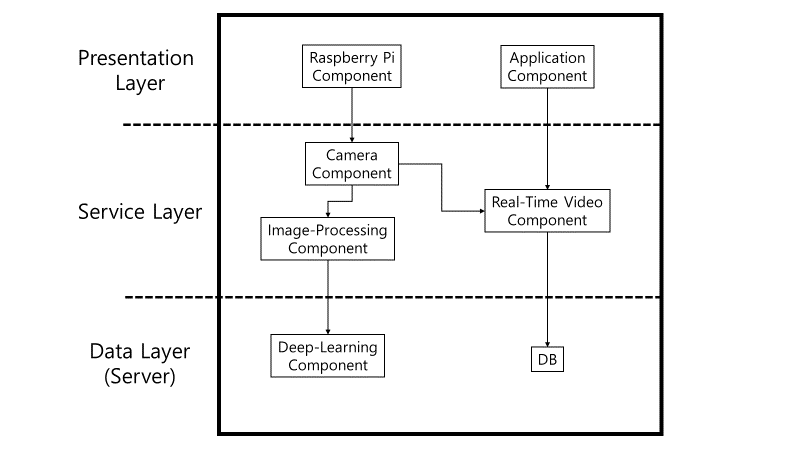 Presentation
Layer
Raspberry Pi
Component
Application
Component
Service Layer
Camera
Component
Image-Processing
Component
Real-Time Video
Component
Data Layer
(Server)
Deep-Learning
Component
DB